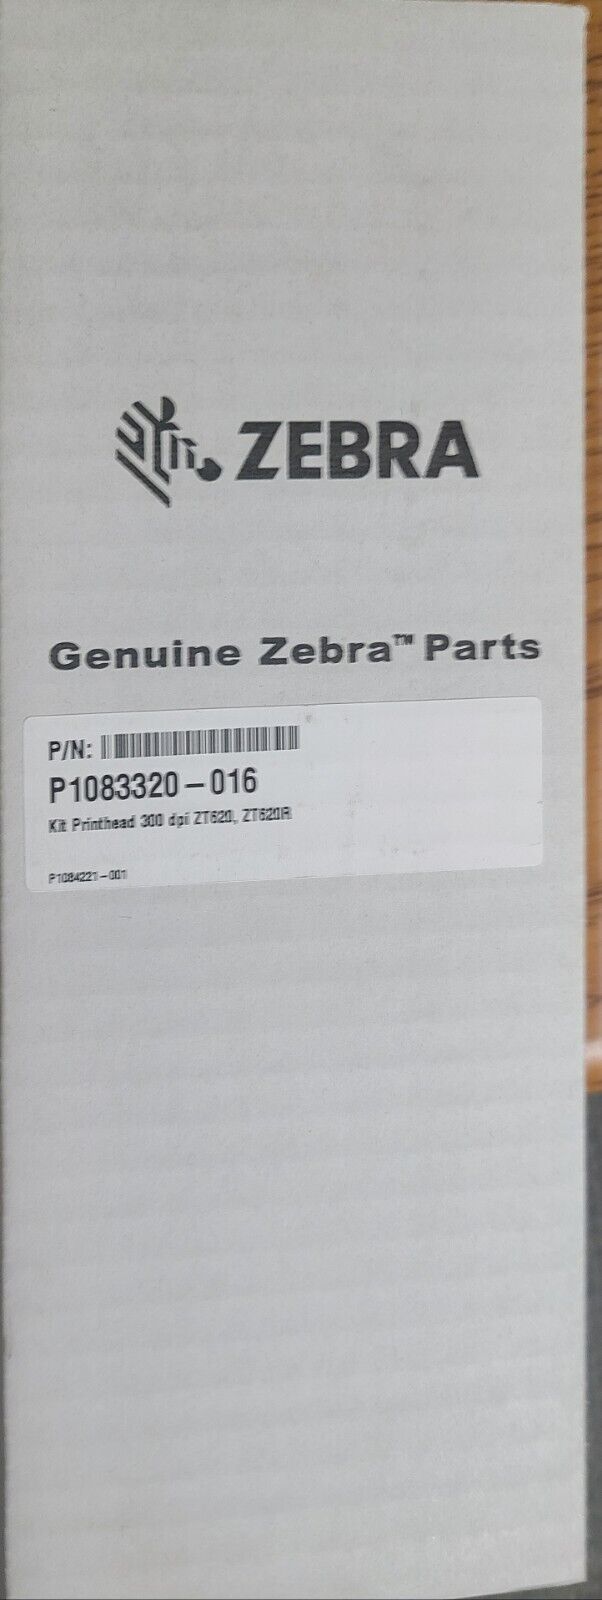 ZEBRA
Genuine Zebra™ Parts
P/N:
P1083320-016
Kit Printhead 300 dpi ZT620, ZT620R
P1084221-001